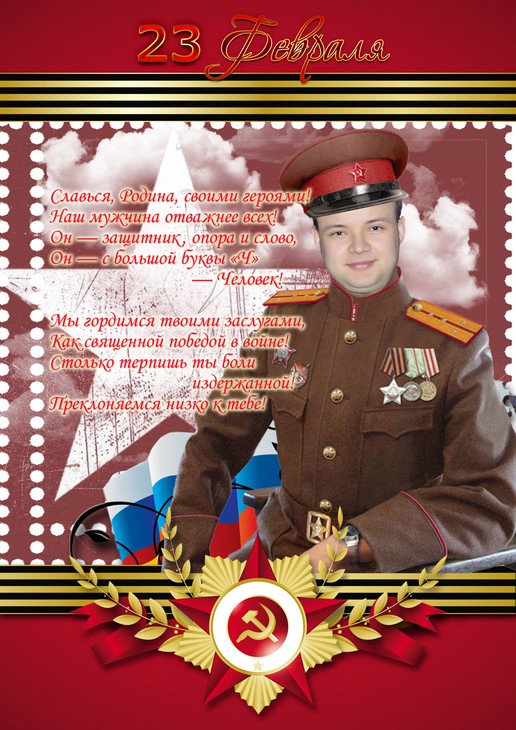 23 Февраля
Славься, Родина, своими героями!
Наш мужчина отважнее всех!
Он — защитник, опора и слово,
Он — с большой буквы «Ч»
— Человек!
Мы гордимся твоими заслугами,
Как священной победой в войне!
Столько терпишь ты боли
издержанной!
Преклоняемся низко к тебе!